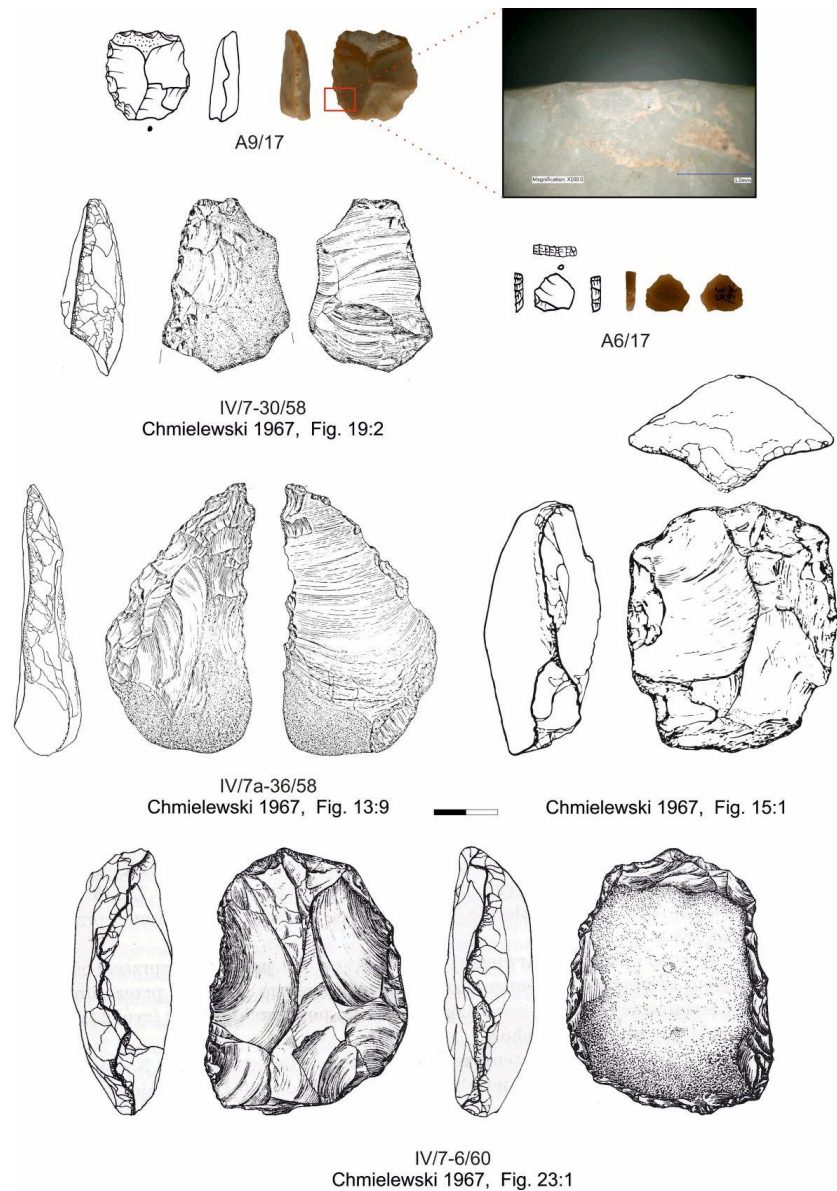 Magnification X100.0
1.0mm
A9/17
A6/17
IV/7-30/58
Chmielewski 1967, Fig. 19:2
IV/7a-36/58
Chmielewski 1967, Fig. 13:9
Chmielewski 1967, Fig. 15:1
IV/7-6/60
Chmielewski 1967, Fig. 23:1